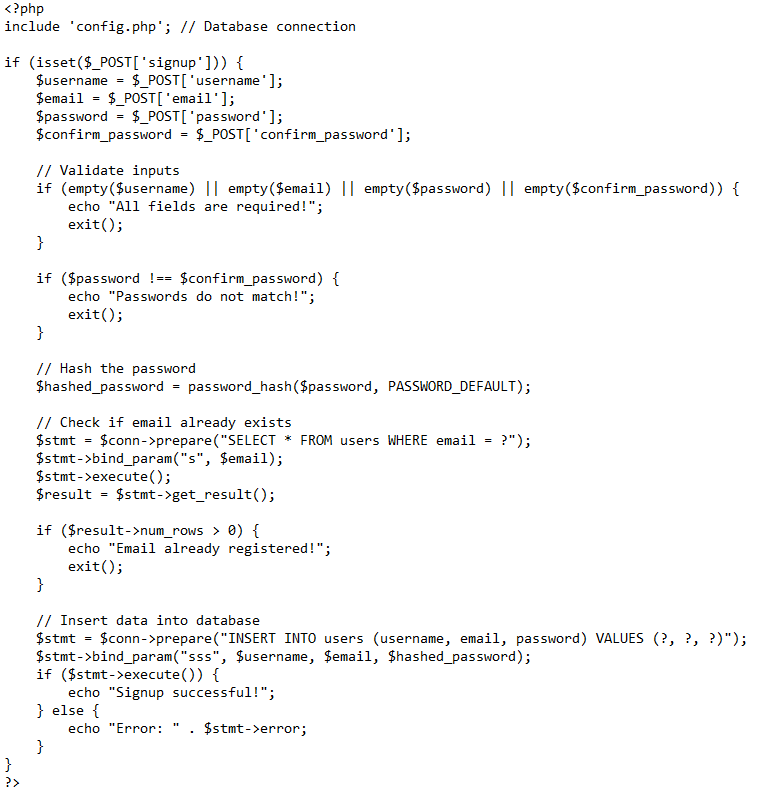 <?php
include 'config.php'; // Database connection

if (isset($_POST['signup'])) {
    $username = $_POST['username'];
    $email = $_POST['email'];
    $password = $_POST['password'];
    $confirm_password = $_POST['confirm_password'];

    // Validate inputs
    if (empty($username) || empty($email) || empty($password) || empty($confirm_password)) {
        echo "All fields are required!";
        exit();
    }

    if ($password !== $confirm_password) {
        echo "Passwords do not match!";
        exit();
    }

    // Hash the password
    $hashed_password = password_hash($password, PASSWORD_DEFAULT);

    // Check if email already exists
    $stmt = $conn->prepare("SELECT * FROM users WHERE email = ?");
    $stmt->bind_param("s", $email);
    $stmt->execute();
    $result = $stmt->get_result();

    if ($result->num_rows > 0) {
        echo "Email already registered!";
        exit();
    }

    // Insert data into database
    $stmt = $conn->prepare("INSERT INTO users (username, email, password) VALUES (?, ?, ?)");
    $stmt->bind_param("sss", $username, $email, $hashed_password);
    if ($stmt->execute()) {
        echo "Signup successful!";
    } else {
        echo "Error: " . $stmt->error;
    }
}
?>